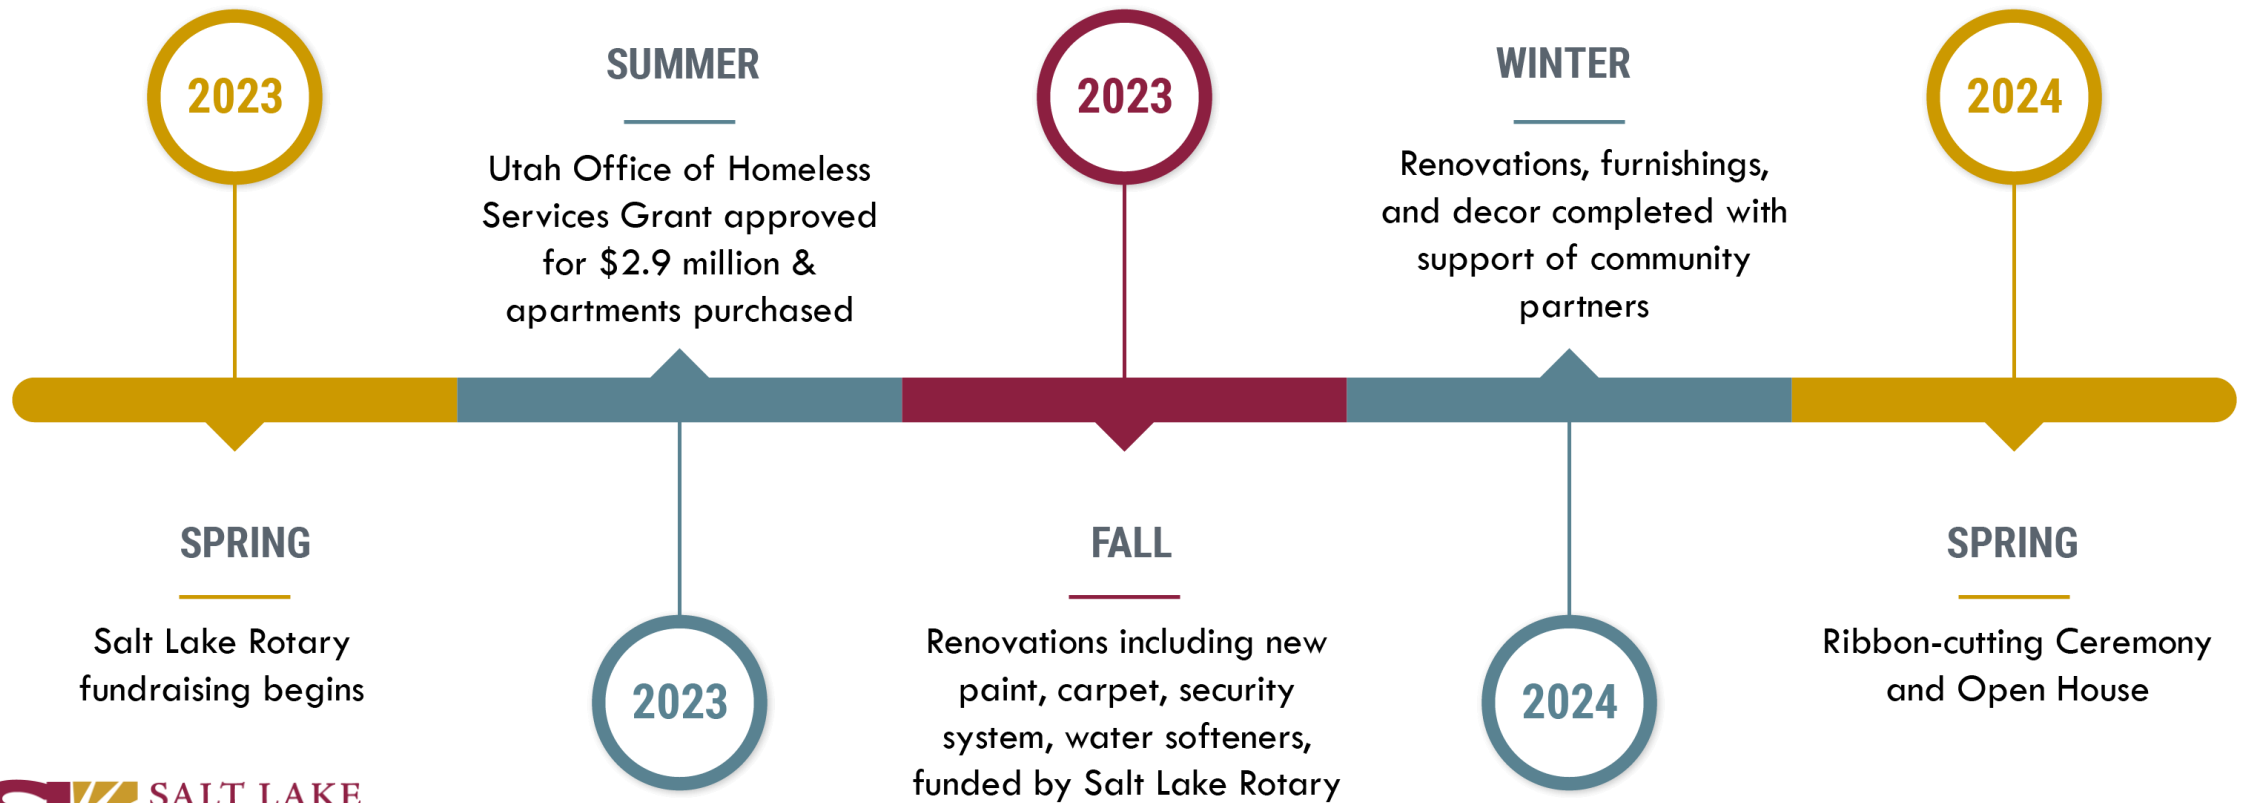 2023
SPRING
Salt Lake Rotary
fundraising begins
SUMMER
Utah Office of Homeless
Services Grant approved
for $2.9 million &
apartments purchased
2023
2023
FALL
Renovations including new
paint, carpet, security
system, water softeners,
funded by Salt Lake Rotary
WINTER
Renovations, furnishings,
and decor completed with
support of community
partners
2024
2024
SPRING
Ribbon-cutting Ceremony
and Open House
SALT LAKE